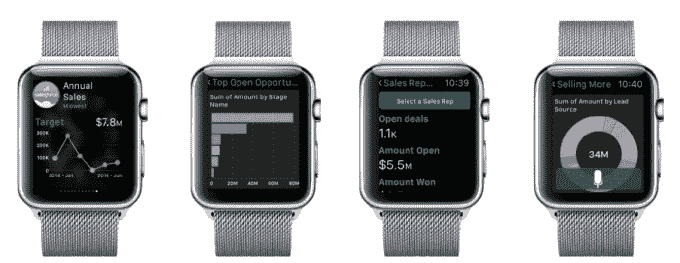 Annual
Sales
Midwest
Target $7.8M
300K
200K
100K
0
2014 - Jan 2014 - Jun
‹Top Open Opportu...
Sum of Amount by Stage
Name
0 20M 40M 60M 80M
‹Sales Rep... 10:39
Select a Sales Rep
Open deals
1.1K
Amount Open
$5.5M
Amount Won
‹Selling More 10:40
Sum of Amount by Lead
Source
34M